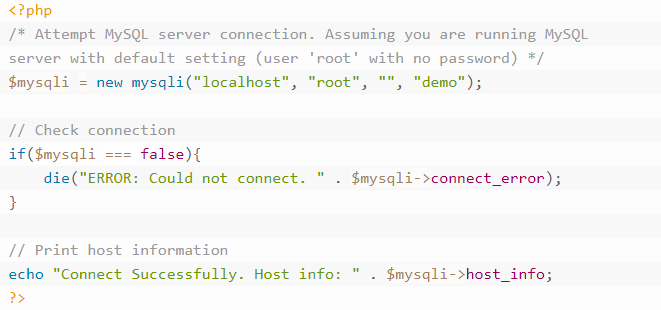 <?php
/* Attempt MySQL server connection. Assuming you are running MySQL
server with default setting (user 'root' with no password) */
$mysqli = new mysqli("localhost", "root", "", "demo");
// Check connection
if($mysqli === false){
    die("ERROR: Could not connect. " . $mysqli->connect_error);
}
// Print host information
echo "Connect Successfully. Host info: " . $mysqli->host_info;
?>